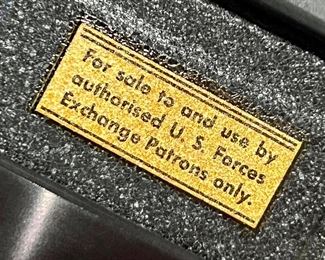 For sale to and use by
authorised U. S. Forces
Exchange Patrons only.